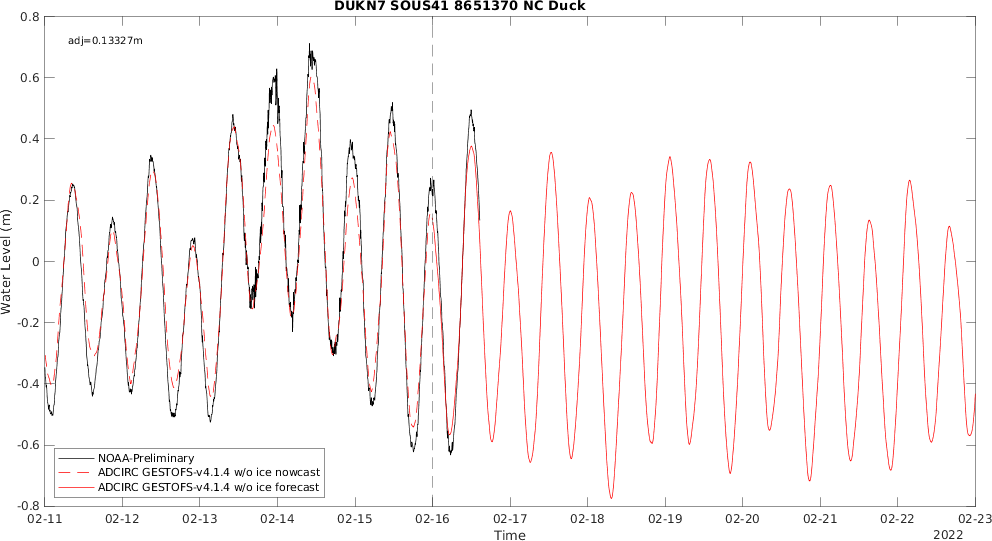 DUKN7 SOUS41 8651370 NC Duck
adj=0.13327m
Water Level (m)
0.8
0.6
0.4
0.2
0
-0.2
-0.4
-0.6
-0.8
NOAA-Preliminary
ADCIRC GESTOFS-v4.1.4 w/o ice nowcast
ADCIRC GESTOFS-v4.1.4 w/o ice forecast
02-11 02-12 02-13 02-14 02-15 02-16 02-17 02-18 02-19 02-20 02-21 02-22 02-23
Time
2022